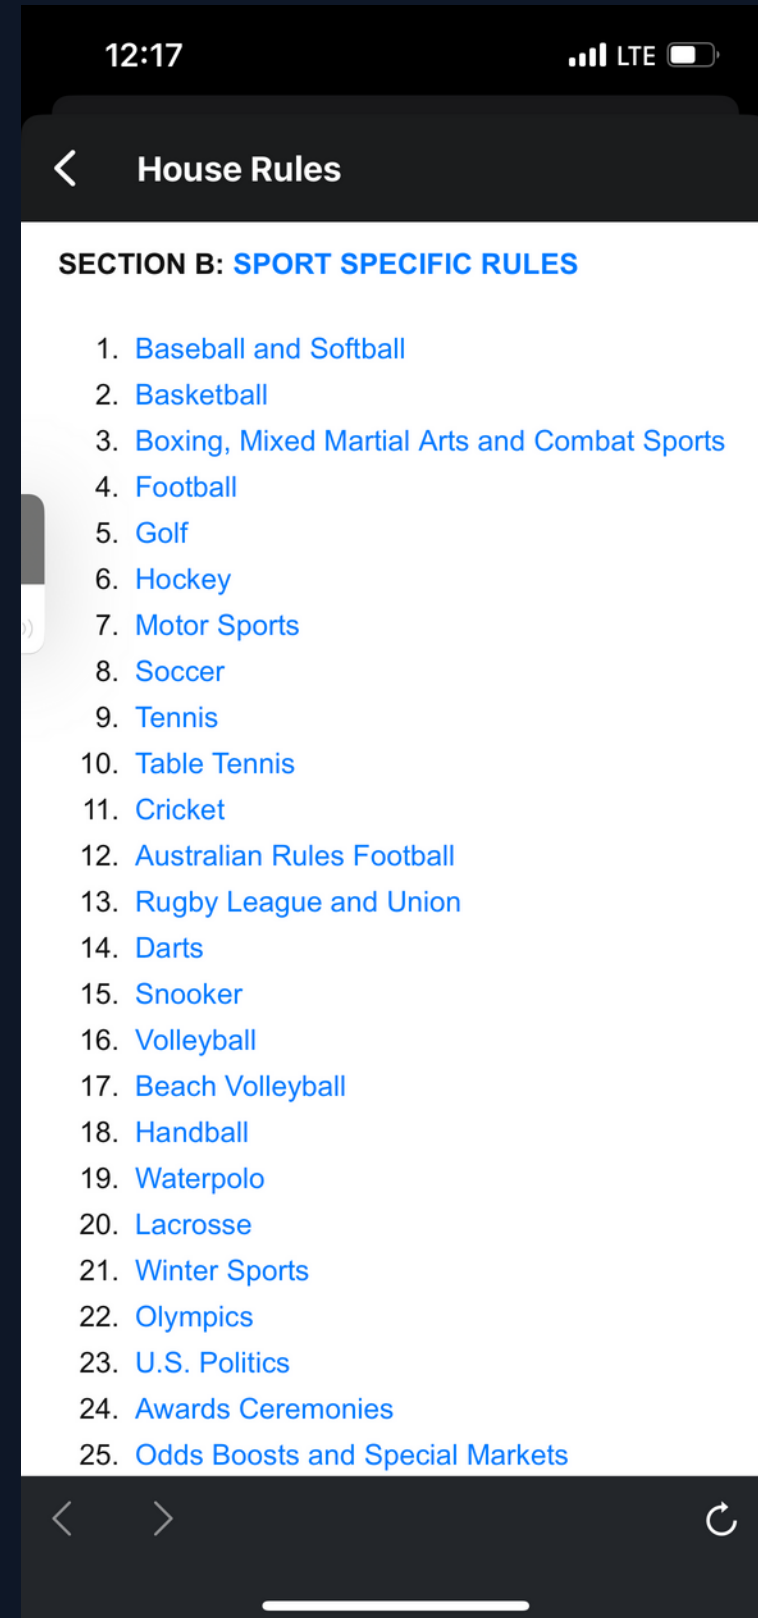 12:17
LTE
House Rules
SECTION B: SPORT SPECIFIC RULES
1. Baseball and Softball
2. Basketball
3. Boxing, Mixed Martial Arts and Combat Sports
4. Football
5. Golf
6. Hockey
7. Motor Sports
8. Soccer
9. Tennis
10. Table Tennis
11. Cricket
12. Australian Rules Football
13. Rugby League and Union
14. Darts
15. Snooker
16. Volleyball
17. Beach Volleyball
18. Handball
19. Waterpolo
20. Lacrosse
21. Winter Sports
22. Olympics
23. U.S. Politics
24. Awards Ceremonies
25. Odds Boosts and Special Markets